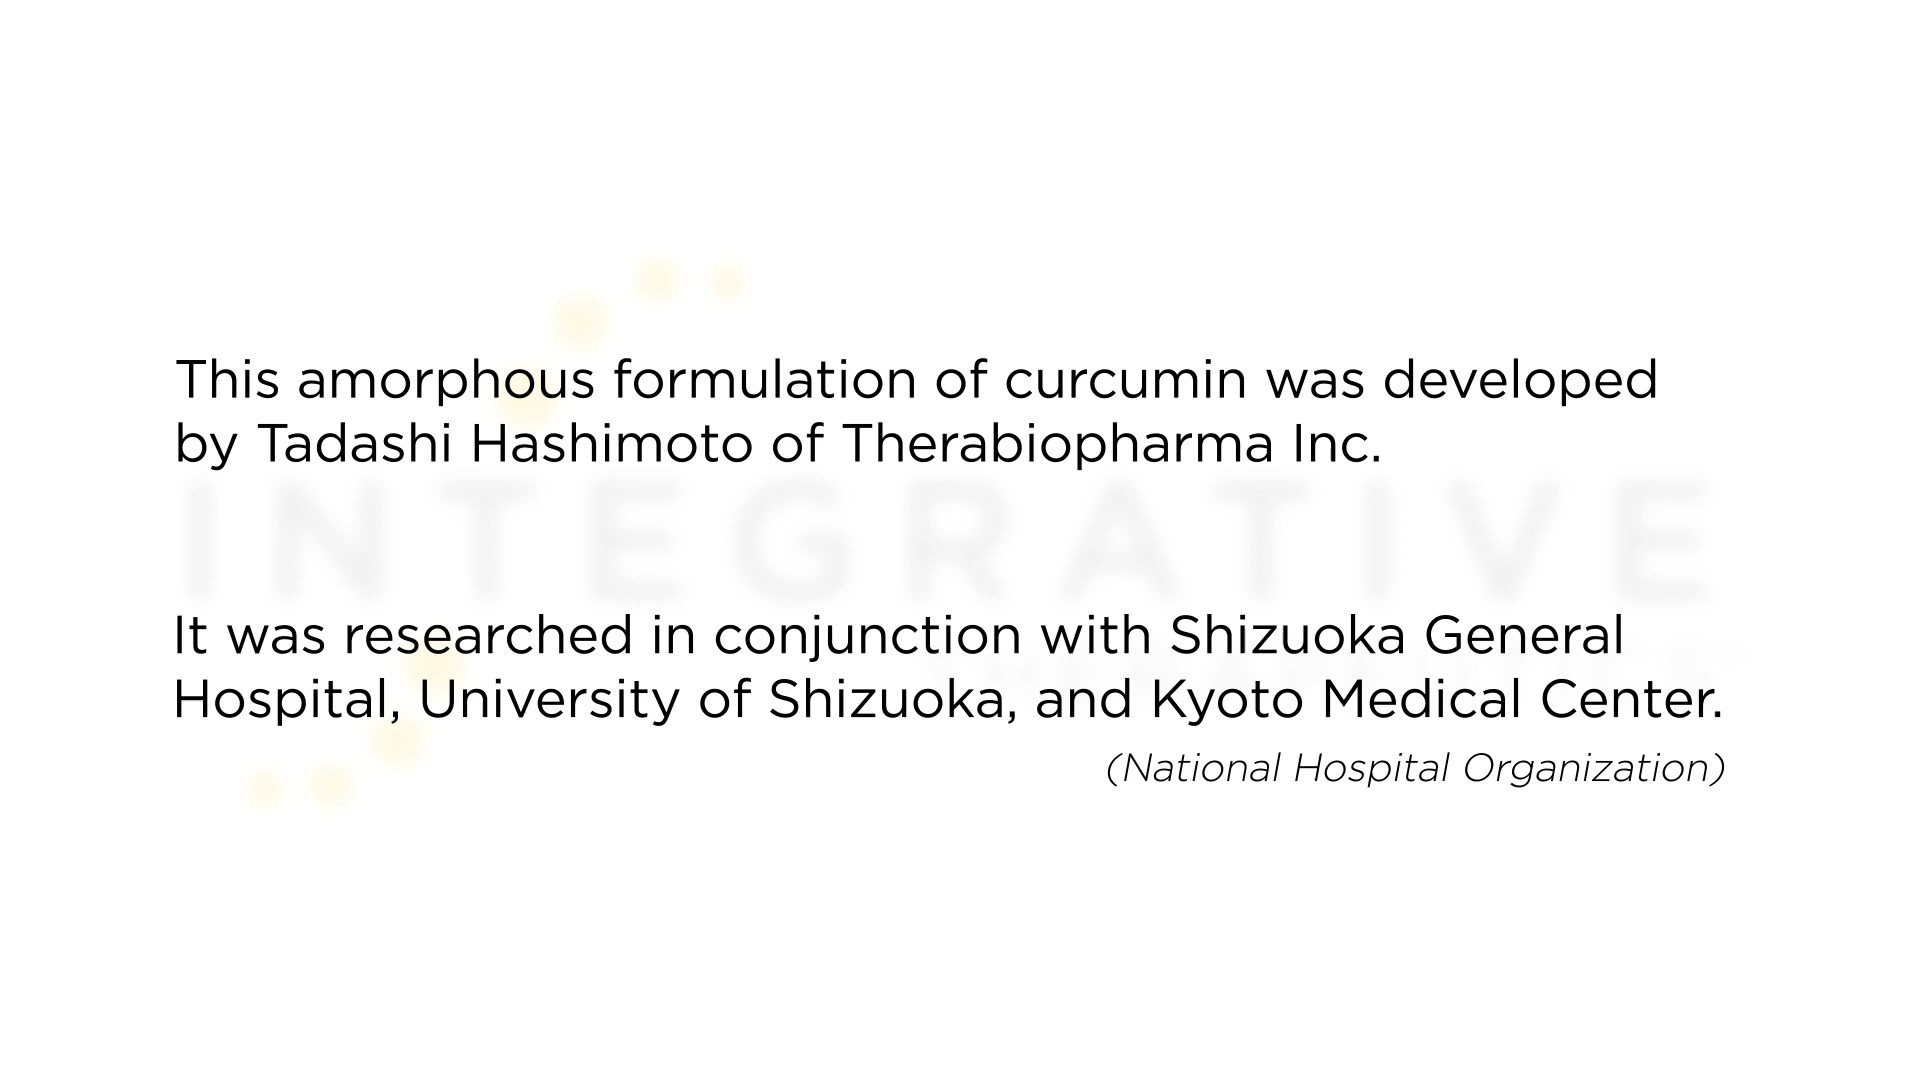 This amorphous formulation of curcumin was developed
by Tadashi Hashimoto of Therabiopharma Inc.
INTEGRATIVE
It was researched in conjunction with Shizuoka General
Hospital, University of Shizuoka, and Kyoto Medical Center.
(National Hospital Organization)